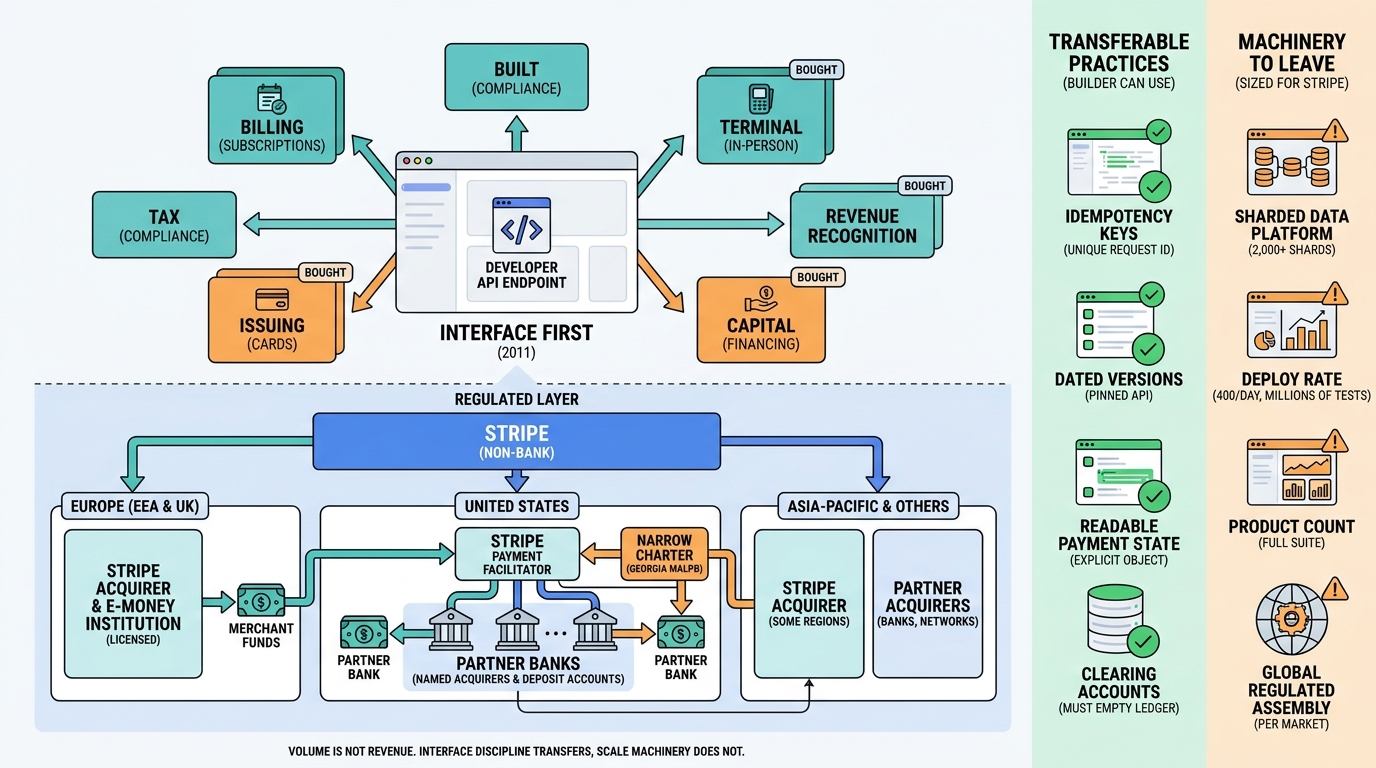 BUILT
(COMPLIANCE)
BILLING
(SUBSCRIPTIONS)
BOUGHT
TERMINAL
(IN-PERSON)
TAX
(COMPLIANCE)
BOUGHT
REVENUE
RECOGNITION
</>
DEVELOPER
API ENDPOINT
BOUGHT
ISSUING
(CARDS)
BOUGHT
CAPITAL
(FINANCING)
INTERFACE FIRST
(2011)
REGULATED LAYER
STRIPE
(NON-BANK)
EUROPE (EEA & UK)
STRIPE
ACQUIRER
& E-MONEY
INSTITUTION
(LICENSED)
$
MERCHANT
FUNDS
UNITED STATES
STRIPE
PAYMENT
FACILITATOR
NARROW
CHARTER
(GEORGIA MALPB)
$
PARTNER
BANK
PARTNER BANKS
(NAMED ACQUIRERS & DEPOSIT ACCOUNTS)
$
PARTNER
BANK
ASIA-PACIFIC & OTHERS
STRIPE
ACQUIRER
(SOME REGIONS)
PARTNER
ACQUIRERS
(BANKS, NETWORKS)
VOLUME IS NOT REVENUE. INTERFACE DISCIPLINE TRANSFERS, SCALE MACHINERY DOES NOT.
TRANSFERABLE
PRACTICES
(BUILDER CAN USE)
IDEMPOTENCY
KEYS
(UNIQUE REQUEST ID)
DATED VERSIONS
(PINNED API)
READABLE
PAYMENT STATE
(EXPLICIT OBJECT)
CLEARING
ACCOUNTS
(MUST EMPTY LEDGER)
MACHINERY
TO LEAVE
(SIZED FOR STRIPE)
SHARDED DATA
PLATFORM
(2,000+ SHARDS)
DEPLOY RATE
(400/DAY, MILLIONS OF TESTS)
PRODUCT COUNT
(FULL SUITE)
GLOBAL
REGULATED
ASSEMBLY
(PER MARKET)